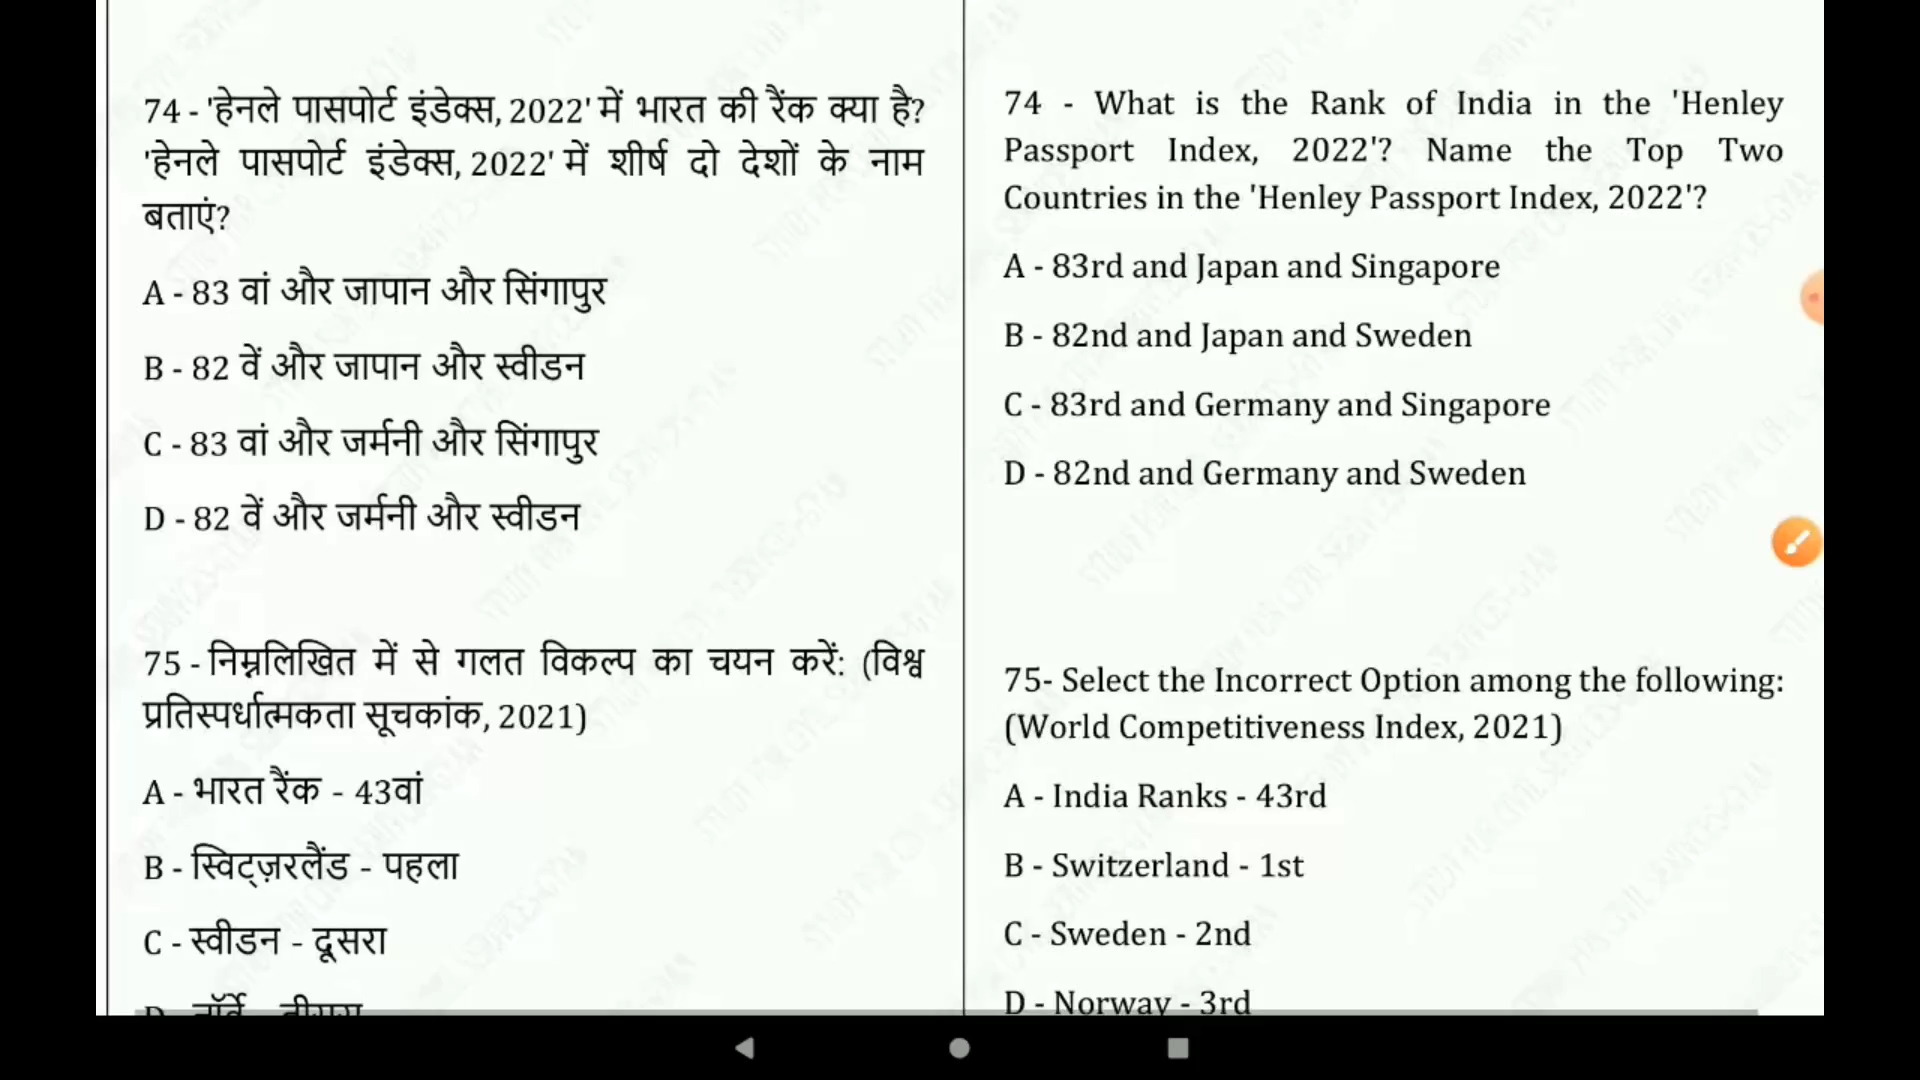 74 - 'हेनले पासपोर्ट इंडेक्स, 2022' में भारत की रैंक क्या है?
'हेनले पासपोर्ट इंडेक्स, 2022' में शीर्ष दो देशों के नाम
बताएं?
A - 83 वां और जापान और सिंगापुर
B - 82 वें और जापान और स्वीडन
C - 83 वां और जर्मनी और सिंगापुर
D - 82 वें और जर्मनी और स्वीडन
75 - निम्नलिखित में से गलत विकल्प का चयन करें: (विश्व
प्रतिस्पर्धात्मकता सूचकांक, 2021)
A - भारत रैंक - 43वां
B - स्विट्ज़रलैंड - पहला
C - स्वीडन - दूसरा
D - नॉर्वे - तीसरा
74 - What is the Rank of India in the 'Henley
Passport Index, 2022'? Name the Top Two
Countries in the 'Henley Passport Index, 2022'?
A - 83rd and Japan and Singapore
B - 82nd and Japan and Sweden
C - 83rd and Germany and Singapore
D - 82nd and Germany and Sweden
75- Select the Incorrect Option among the following:
(World Competitiveness Index, 2021)
A - India Ranks - 43rd
B - Switzerland - 1st
C - Sweden - 2nd
D - Norway - 3rd